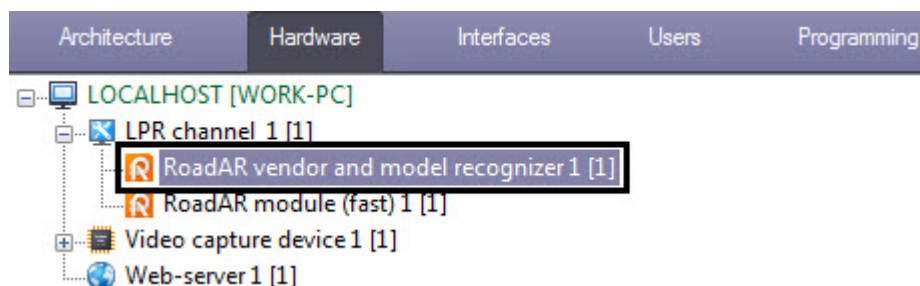 Architecture Hardware Interfaces Users Programming
LOCALHOST [WORK-PC]
LPR channel 1 [1]
RoadAR vendor and model recognizer 1 [1]
RoadAR module (fast) 1 [1]
Video capture device 1 [1]
Web-server 1 [1]